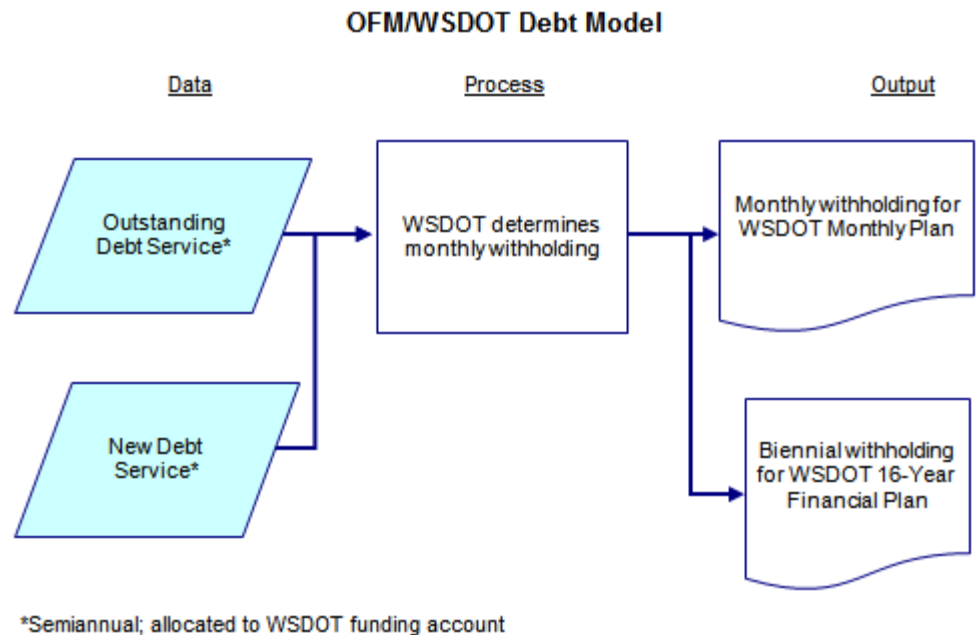 OFM/WSDOT Debt Model
Data
Process
Output
Outstanding
Debt Service*
WSDOT determines
monthly withholding
Monthly withholding for
WSDOT Monthly Plan
New Debt
Service*
Biennial withholding
for WSDOT 16-Year
Financial Plan
*Semiannual; allocated to WSDOT funding account